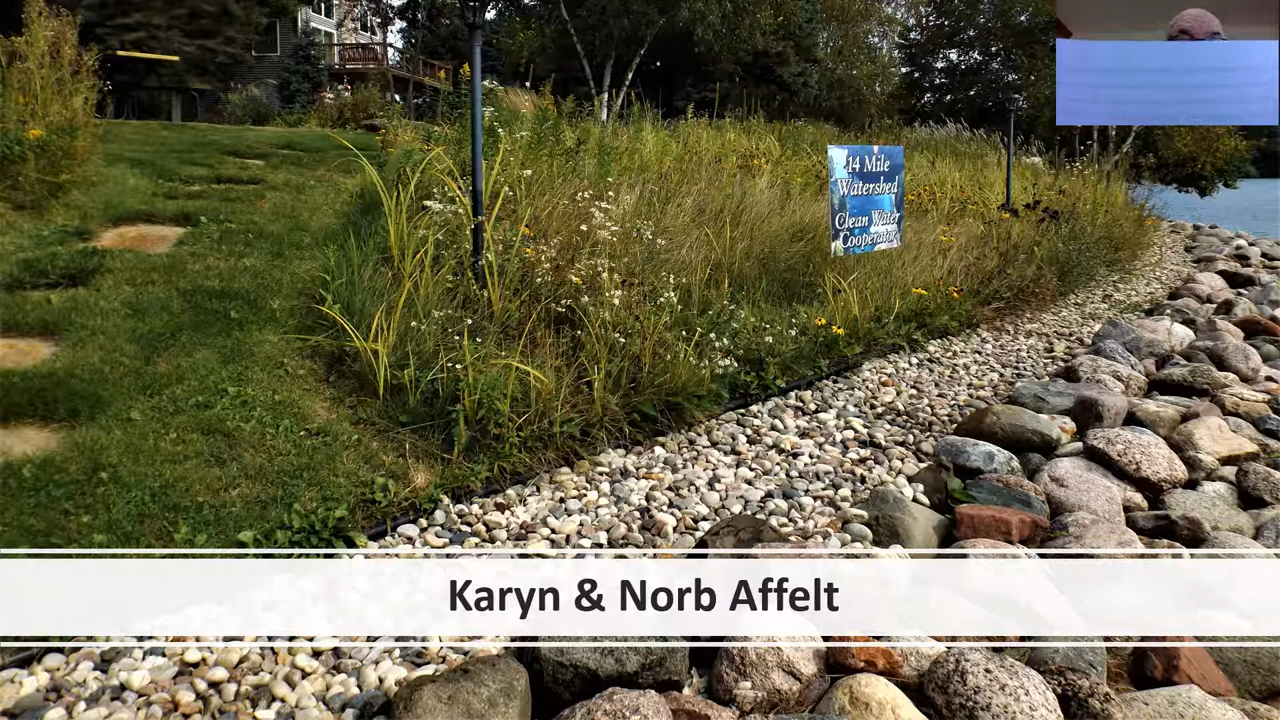 14 Mile
Watershed
Clean Water
Cooperator
Karyn & Norb Affelt